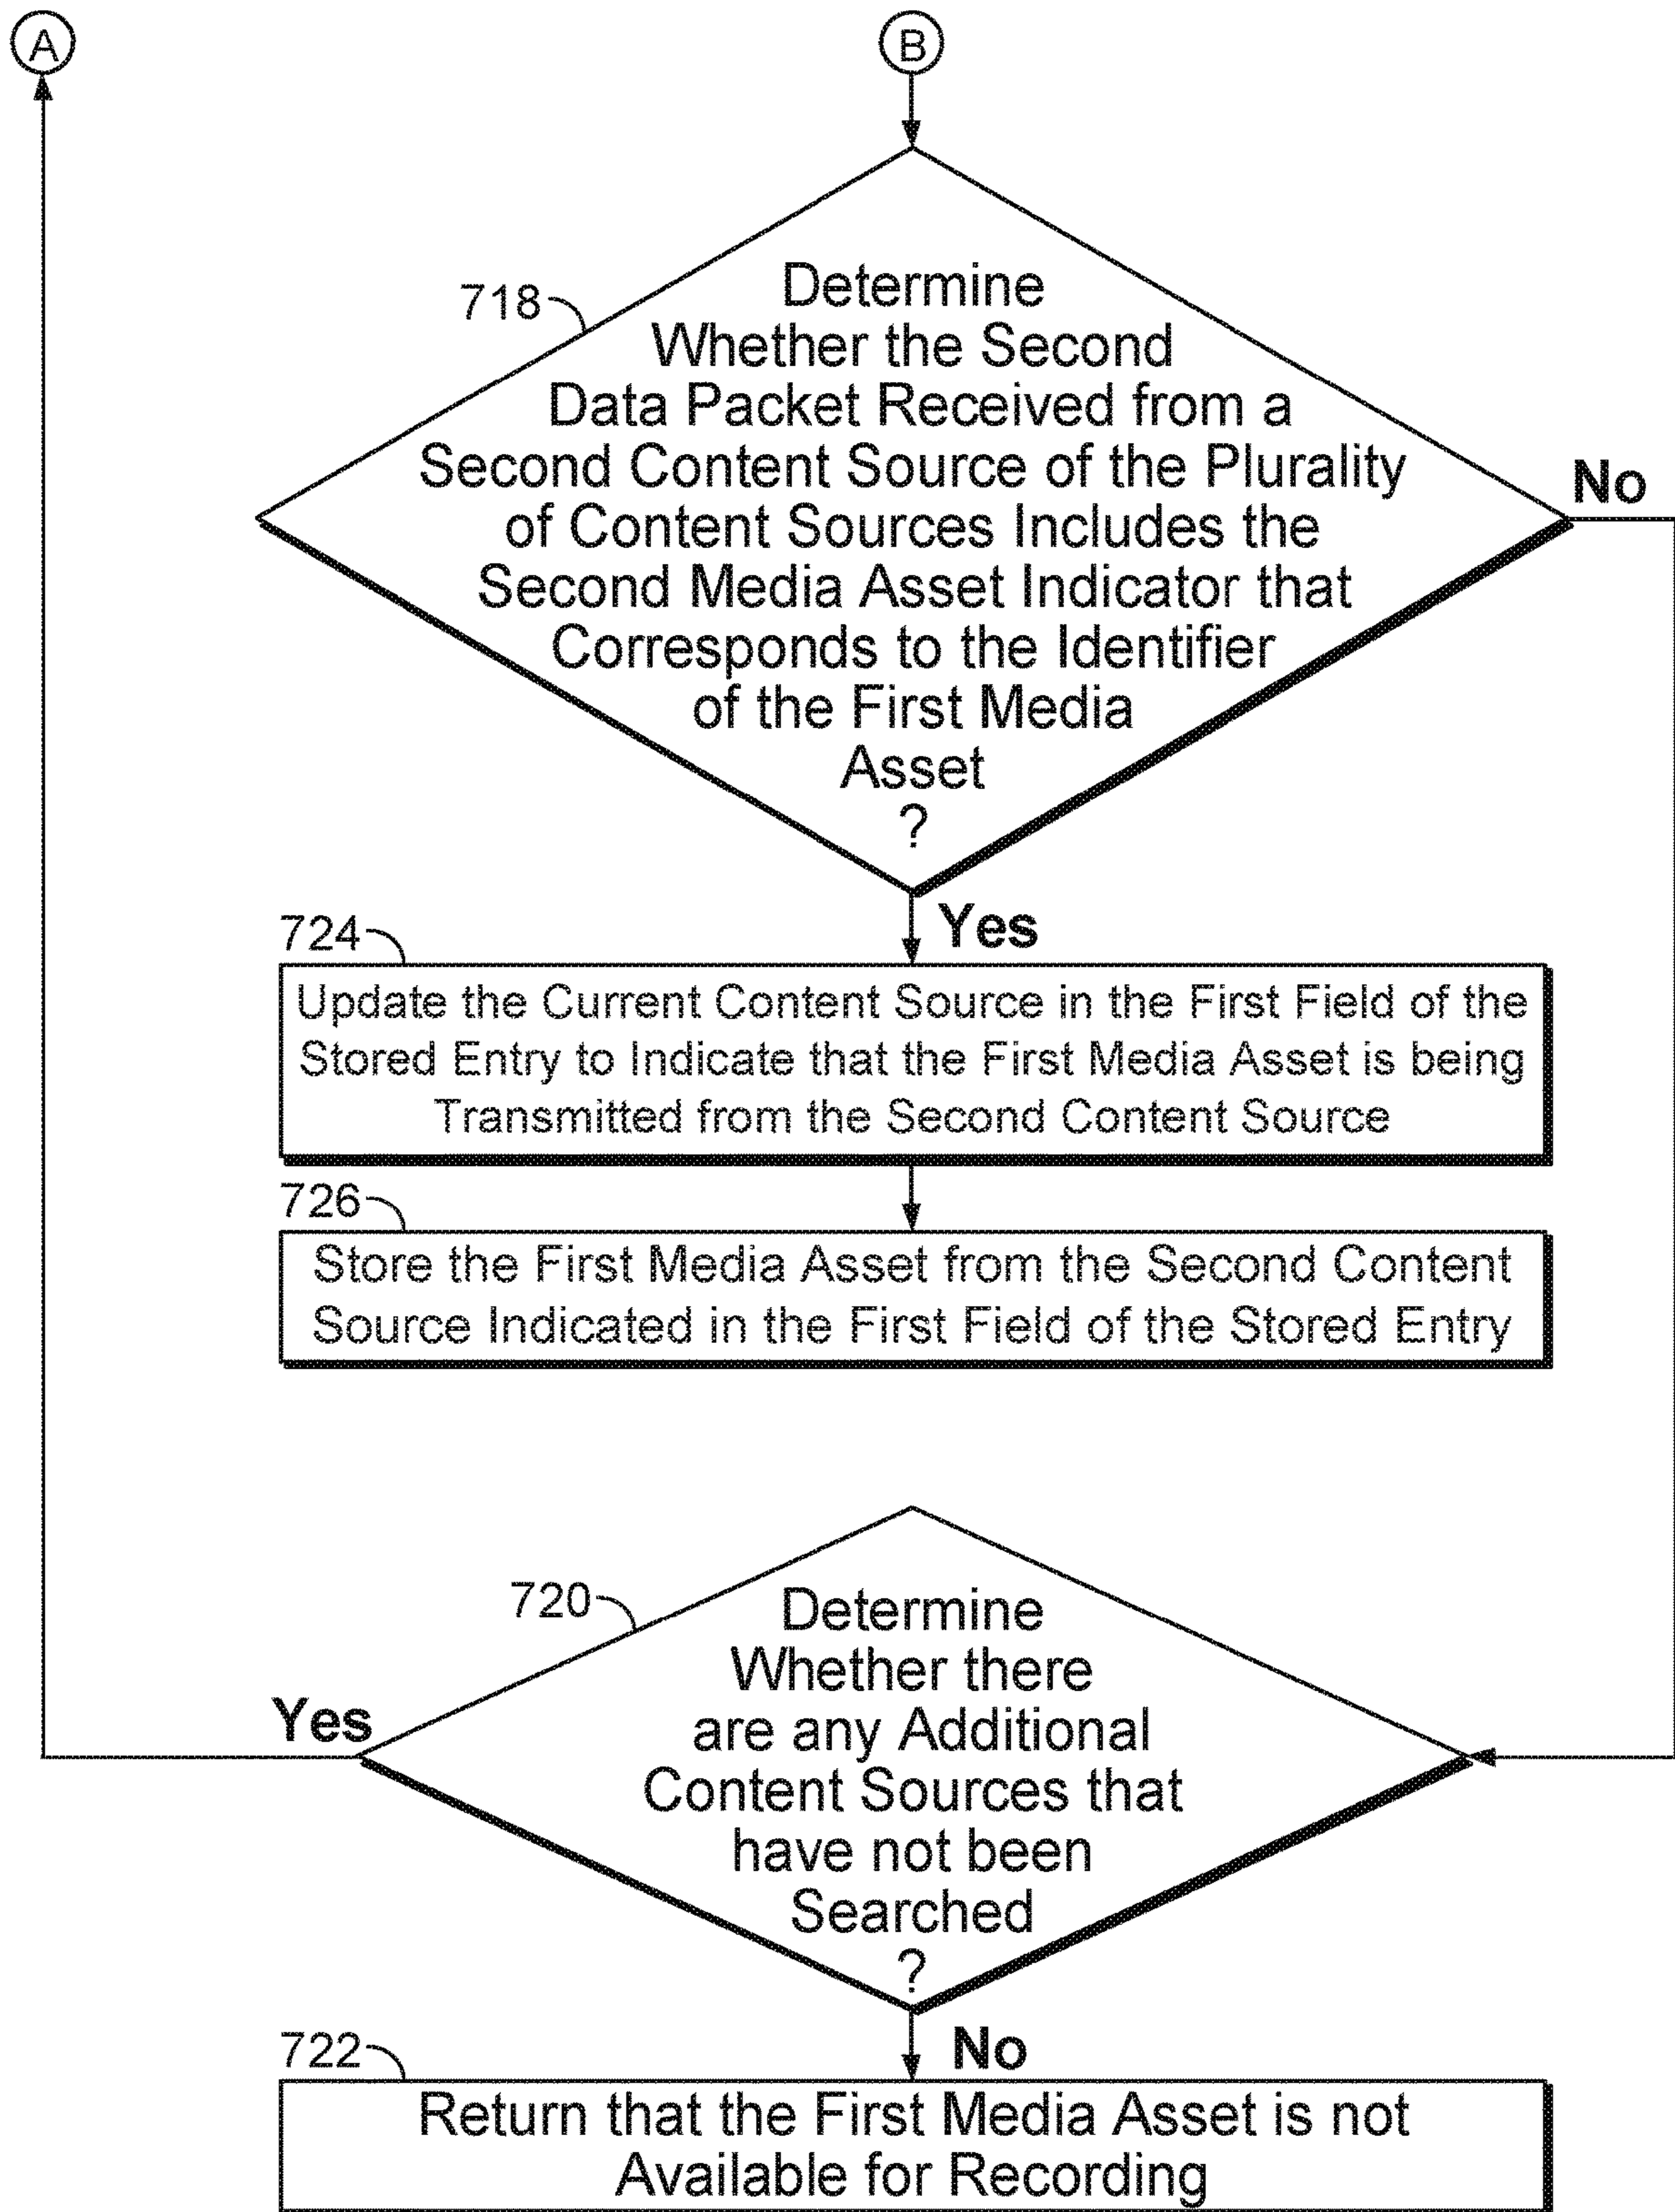 A
B
718
Determine
Whether the Second
Data Packet Received from a
Second Content Source of the Plurality
of Content Sources Includes the
Second Media Asset Indicator that
Corresponds to the Identifier
of the First Media
Asset
?
No
Yes
724
Update the Current Content Source in the First Field of the
Stored Entry to Indicate that the First Media Asset is being
Transmitted from the Second Content Source
726
Store the First Media Asset from the Second Content
Source Indicated in the First Field of the Stored Entry
720
Determine
Whether there
are any Additional
Content Sources that
have not been
Searched
?
Yes
No
722
Return that the First Media Asset is not
Available for Recording